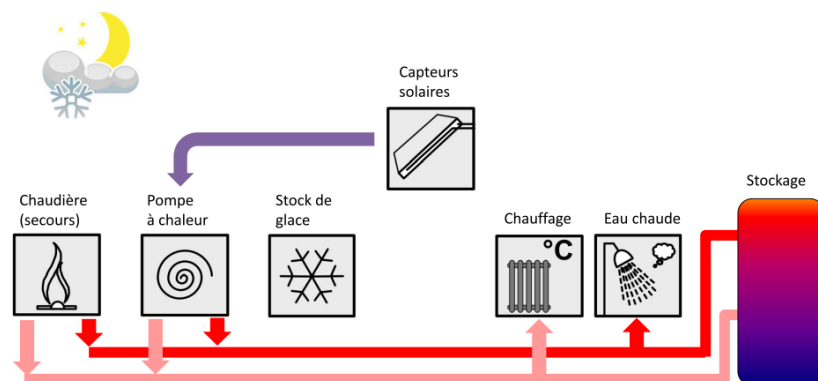 Capteurs
solaires
Stockage
Chaudière
(secours)
Pompe
à chaleur
Stock de
glace
Chauffage
Eau chaude
°C